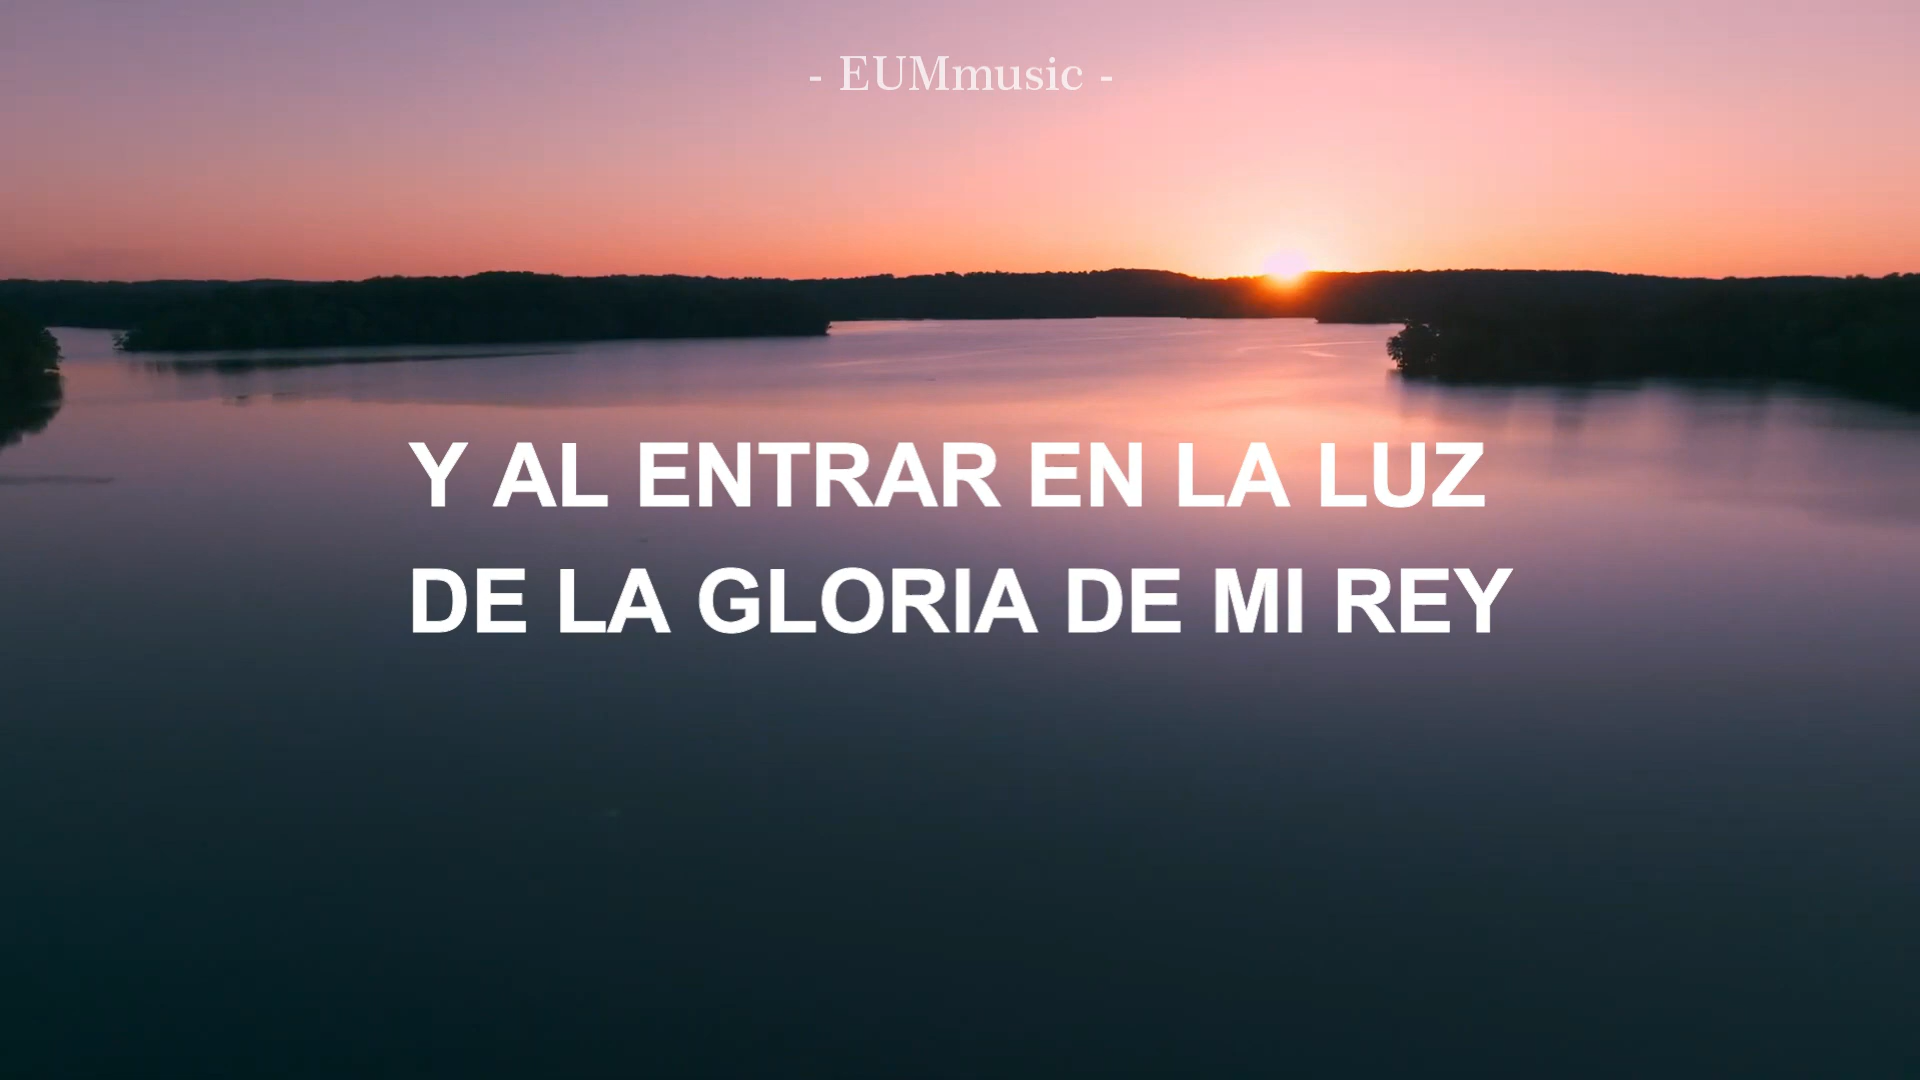 - EUMmusic -
Y AL ENTRAR EN LA LUZ
DE LA GLORIA DE MI REY